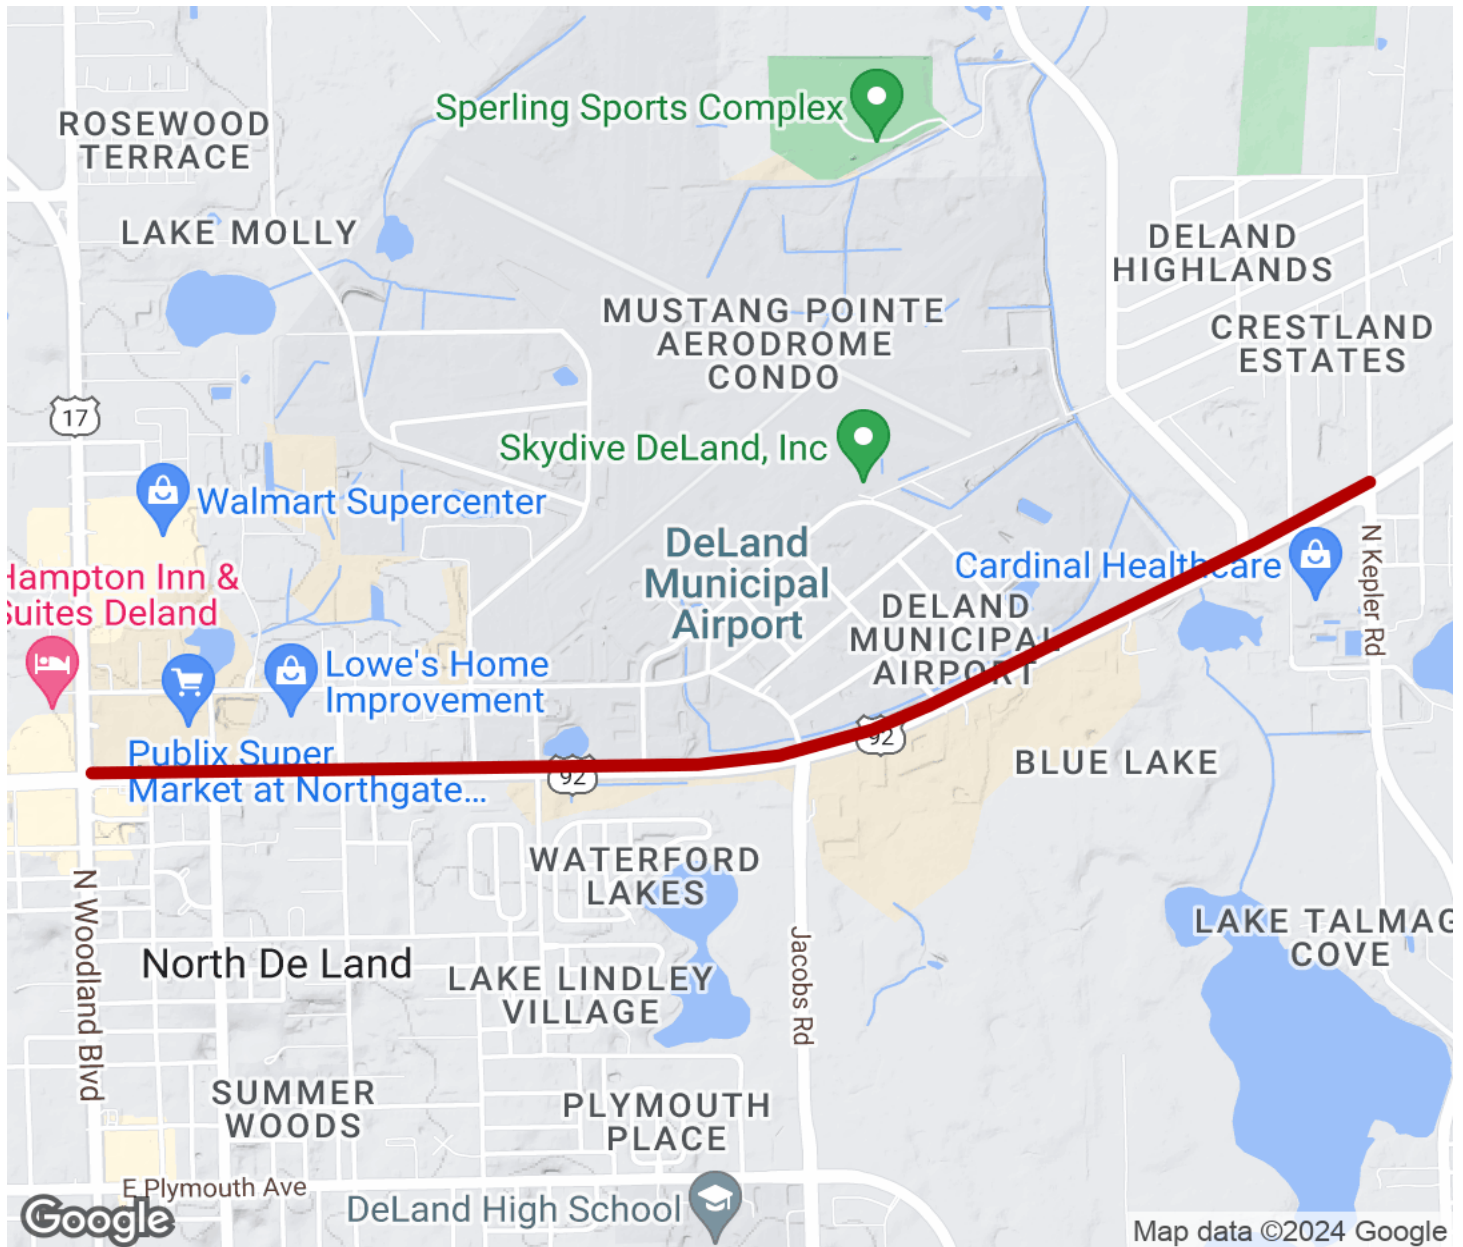 Sperling Sports Complex
ROSEWOOD
TERRACE
LAKE MOLLY
DELAND
HIGHLANDS
MUSTANG POINTE
AERODROME
CONDO
CRESTLAND
ESTATES
17
Skydive DeLand, Inc
Walmart Supercenter
DeLand
Municipal
Airport
N Kepler Rd
Cardinal Healthcare
Hampton Inn &
Suites Deland
DELAND
MUNICIPAL
AIRPORT
Lowe's Home
Improvement
92
Publix Super
Market at Northgate...
92
BLUE LAKE
WATERFORD
LAKES
N Woodland Blvd
Jacobs Rd
LAKE TALMAG
COVE
North De Land
LAKE LINDLEY
VILLAGE
SUMMER
WOODS
PLYMOUTH
PLACE
E Plymouth Ave
DeLand High School
Google
Map data ©2024 Google